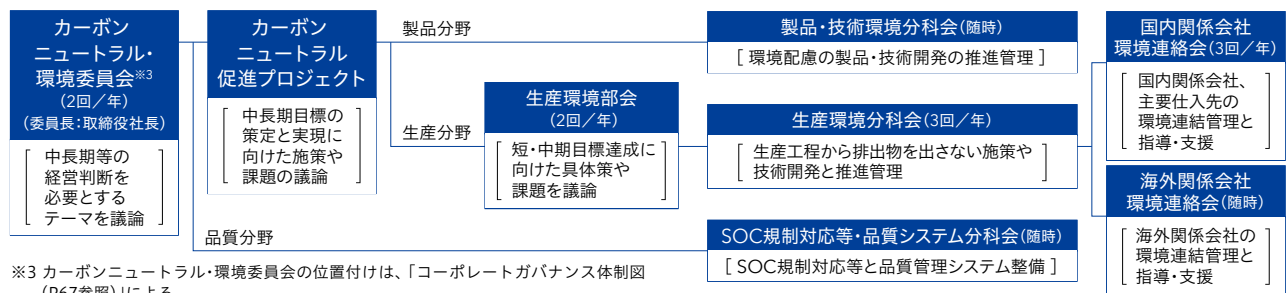 カーボン
ニュートラル・
環境委員会※3
(2回／年)
(委員長:取締役社長)
中長期等の
経営判断を
必要とする
テーマを議論
カーボン
ニュートラル
促進プロジェクト
中長期目標の
策定と実現に
向けた施策や
課題の議論
製品分野
生産分野
品質分野
生産環境部会
(2回／年)
短・中期目標達成に
向けた具体策や
課題を議論
製品・技術環境分科会(随時)
[ 環境配慮の製品・技術開発の推進管理 ]
生産環境分科会(3回／年)
生産工程から排出物を出さない施策や
技術開発と推進管理
SOC規制対応等・品質システム分科会(随時)
[ SOC規制対応等と品質管理システム整備 ]
国内関係会社
環境連絡会(3回／年)
国内関係会社、
主要仕入先の
環境連結管理と
指導・支援
海外関係会社
環境連絡会(随時)
海外関係会社の
環境連結管理と
指導・支援
※3 カーボンニュートラル・環境委員会の位置付けは、「コーポレートガバナンス体制図
(P67参照)」による